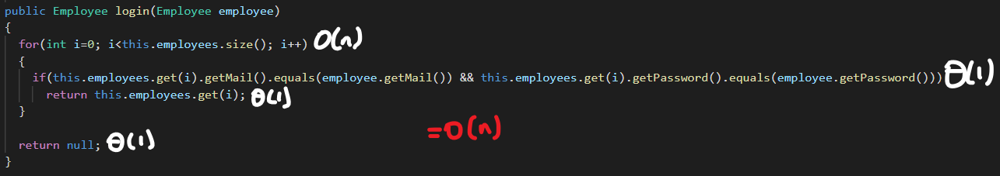 public Employee login(Employee employee)
{
for(int i=0; i<this.employees.size(); i++) O(n)
{
if(this.employees.get(i).getMail().equals(employee.getMail()) && this.employees.get(i).getPassword().equals(employee.getPassword())) Θ(1)
return this.employees.get(i); Θ(1)
}
=O(n)
return null; Θ(1)
}